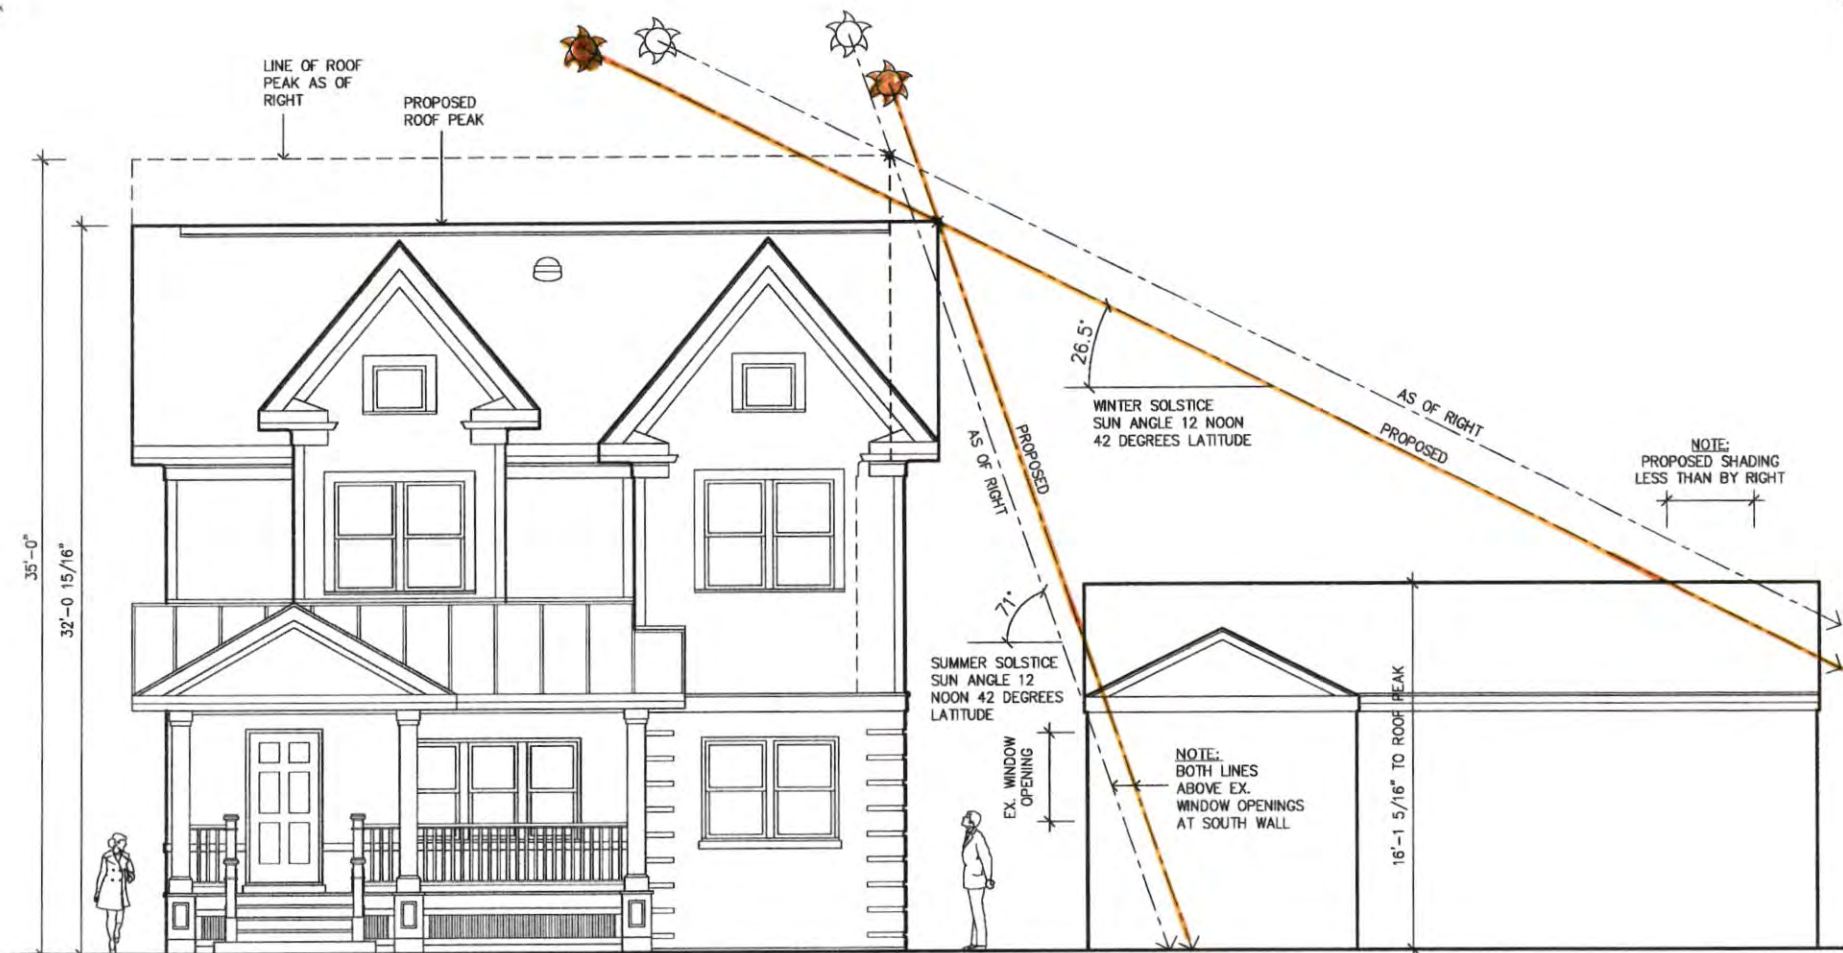 LINE OF ROOF
PEAK AS OF
RIGHT
PROPOSED
ROOF PEAK
35'-0"
32'-0 15/16"
26.5°
WINTER SOLSTICE
SUN ANGLE 12 NOON
42 DEGREES LATITUDE
AS OF RIGHT
PROPOSED
AS OF RIGHT
PROPOSED
NOTE:
PROPOSED SHADING
LESS THAN BY RIGHT
71°
SUMMER SOLSTICE
SUN ANGLE 12
NOON 42 DEGREES
LATITUDE
EX. WINDOW
OPENING
NOTE:
BOTH LINES
ABOVE EX.
WINDOW OPENINGS
AT SOUTH WALL
16'-1 5/16" TO ROOF PEAK